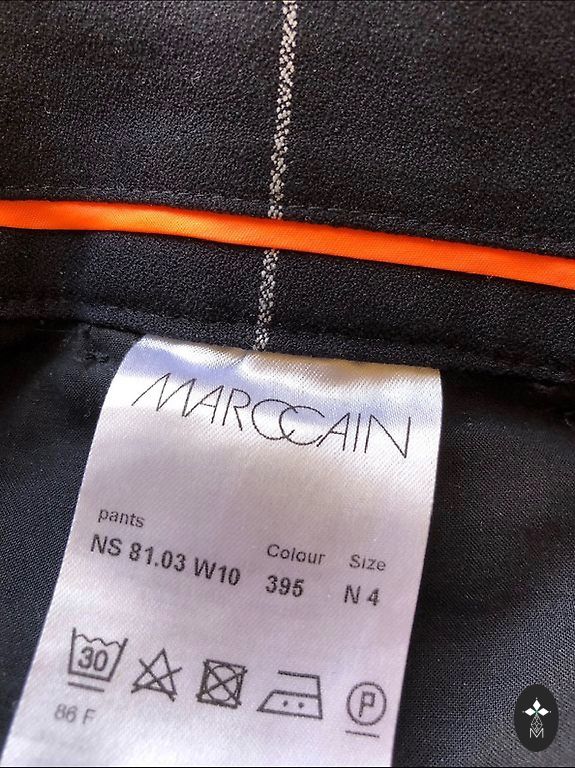 MARCCAIN
pants
NS 81.03 W10
Colour
395
Size
N 4
30
P
86 F
M